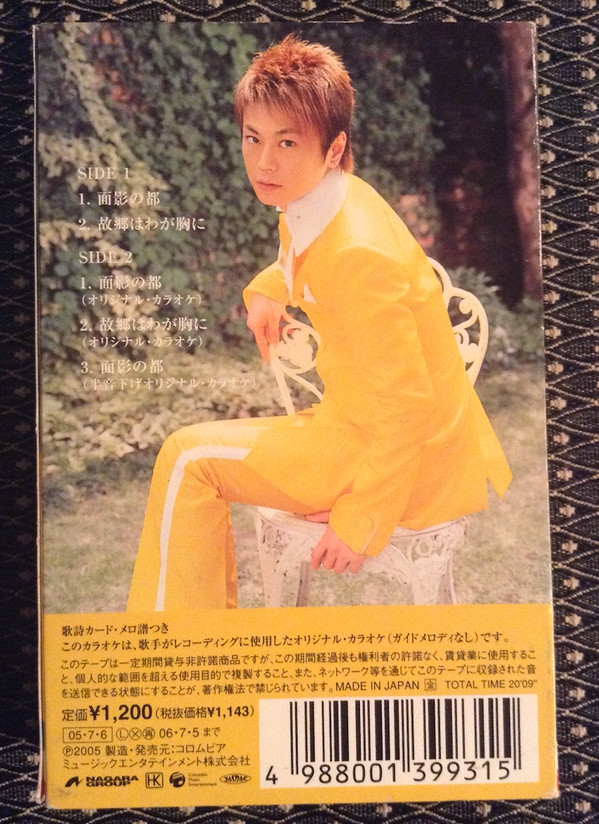 SIDE 1
1. 面影の都
2. 故郷はわが胸に
SIDE 2
1. 面影の都
(オリジナル・カラオケ)
2. 故郷はわが胸に
(オリジナル・カラオケ)
3. 面影の都
(半音下げオリジナル・カラオケ)
歌詩カード・メロ譜つき
このカラオケは、歌手がレコーディングに使用したオリジナル・カラオケ(ガイドメロディなし)です。
このテープは一定期間貸与非許諾商品ですが、この期間経過後も権利者の許諾なく、賃貸業に使用するこ
と、個人的な範囲を超える使用目的で複製すること、また、ネットワーク等を通じてこのテープに収録された音
を送信できる状態にすることが、著作権法で禁じられています。MADE IN JAPAN TOTAL TIME 20'09"
定価¥1,200(税抜価格¥1,143)
05・7・6 L X 再 06・7・5 まで
Ⓟ2005 製造・発売元:コロムビア
ミュージックエンタテインメント株式会社
NAGARA GROUP HK Columbia Music Entertainment
4 988001 399315